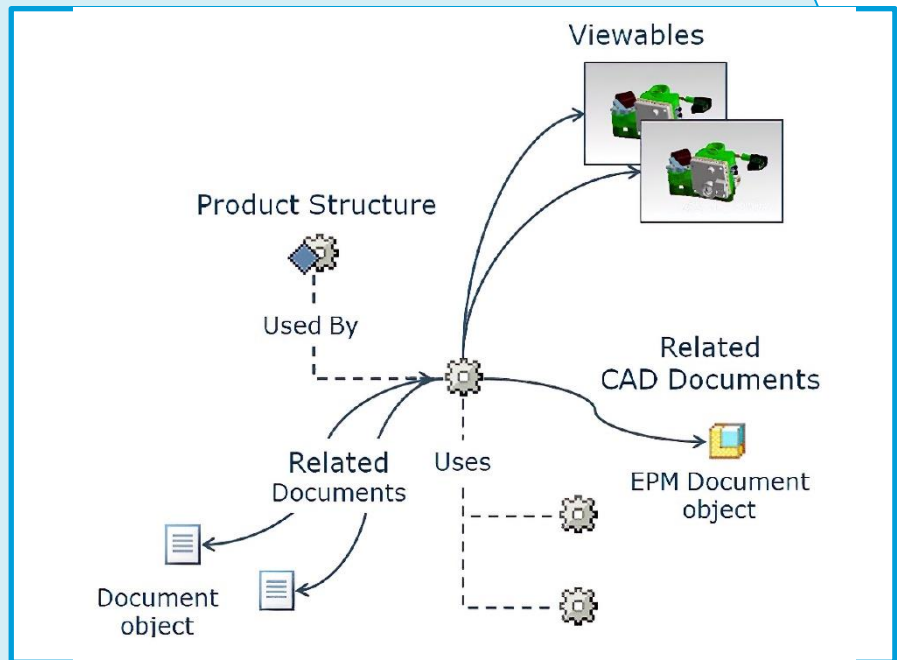 Viewables
Product Structure
Used By
Related
CAD Documents
Related
Documents
Uses
EPM Document
object
Document
object